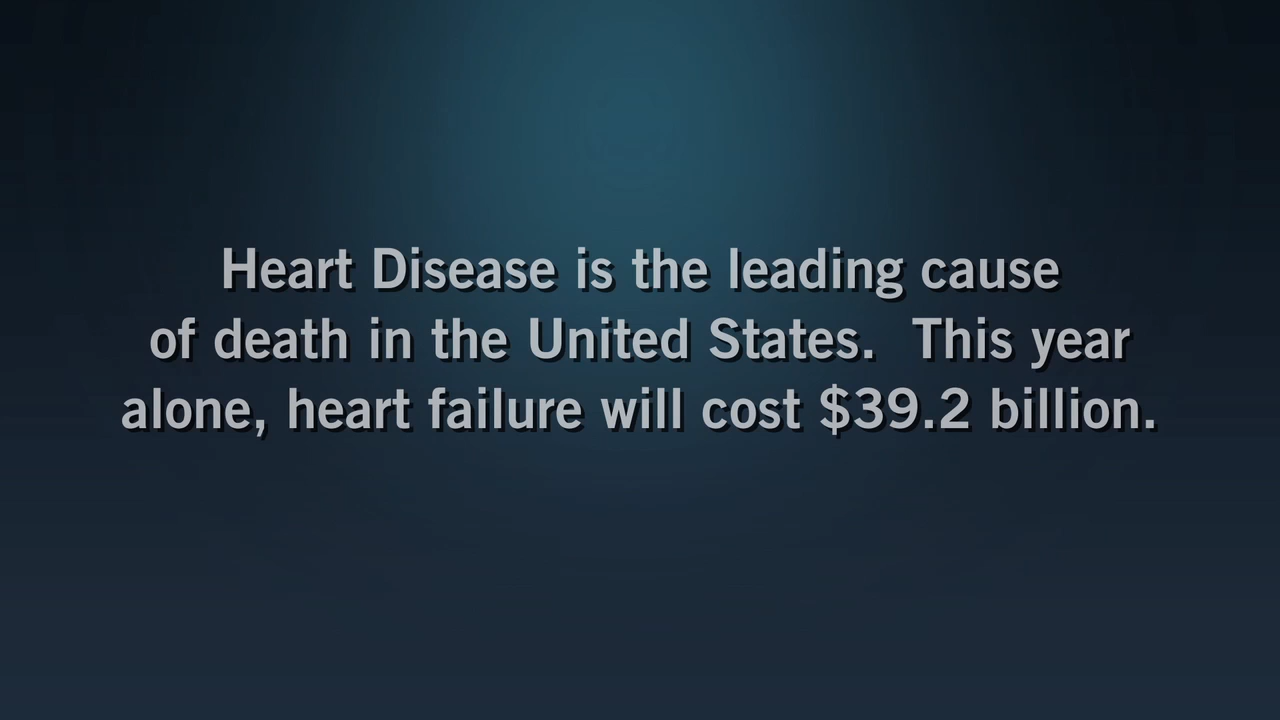 Heart Disease is the leading cause
of death in the United States.  This year
alone, heart failure will cost $39.2 billion.